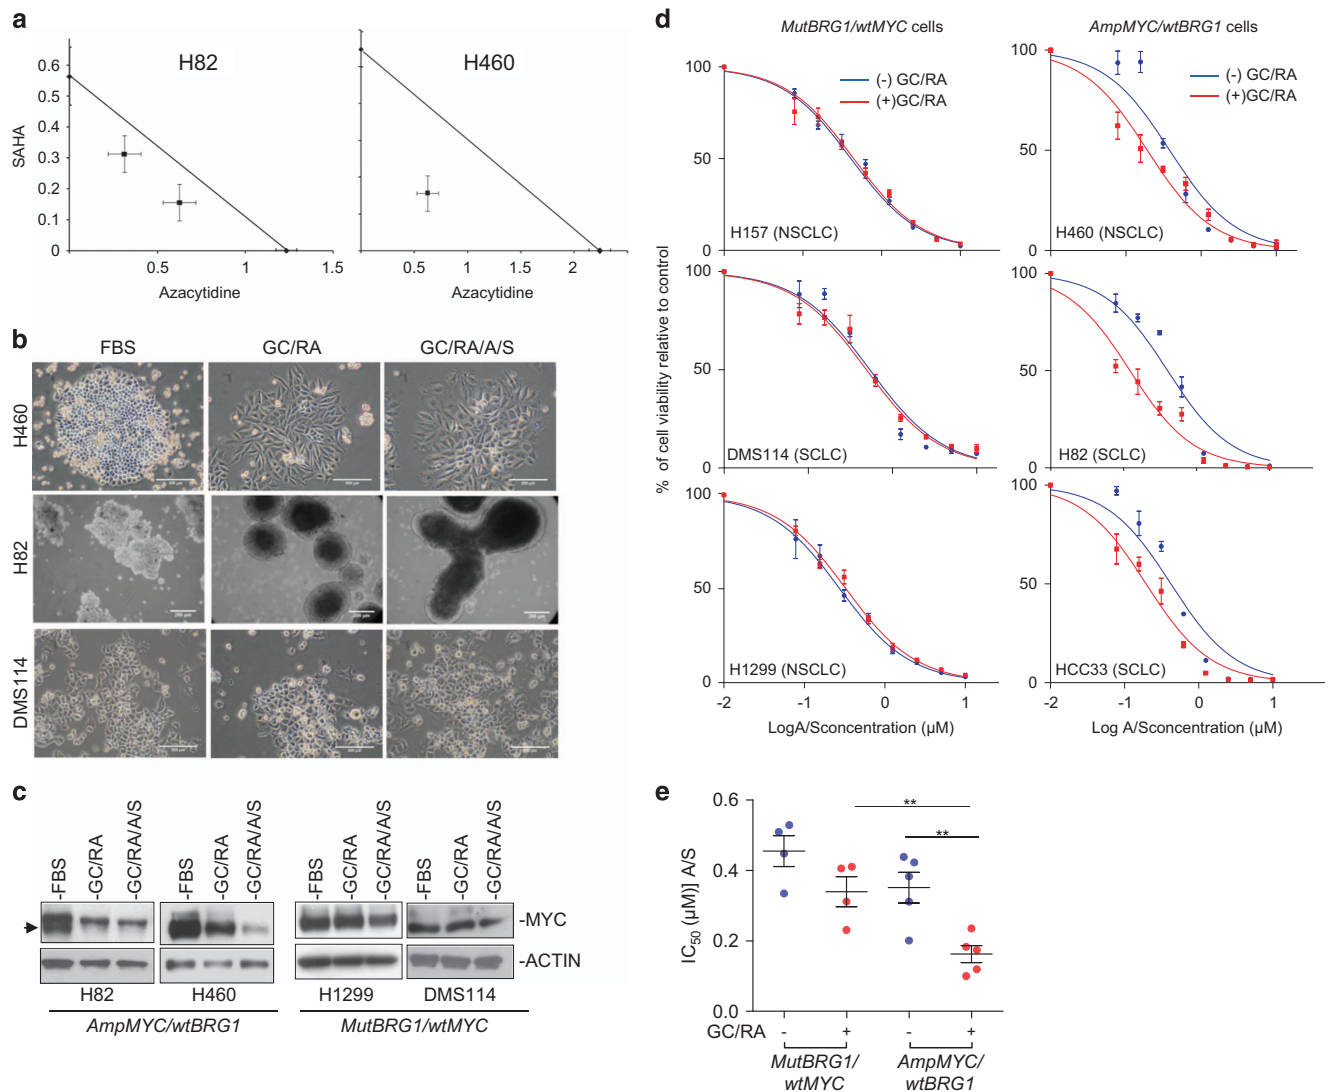 a
H82
H460
SAHA
0.6
0.5
0.4
0.3
0.2
0.1
0
0.5
1
1.5
Azacytidine
0.5
1
1.5
2
Azacytidine
b
FBS
GC/RA
GC/RA/A/S
H460
H82
DMS114
c
-FBS
-GC/RA
-GC/RA/A/S
-FBS
-GC/RA
-GC/RA/A/S
-FBS
-GC/RA
-GC/RA/A/S
-FBS
-GC/RA
-GC/RA/A/S
-MYC
-ACTIN
H82
H460
H1299
DMS114
AmpMYC/wtBRG1
MutBRG1/wtMYC
d
MutBRG1/wtMYC cells
AmpMYC/wtBRG1 cells
% of cell viability relative to control
100
50
0
(-) GC/RA
(+)GC/RA
H157 (NSCLC)
100
50
0
(-) GC/RA
(+)GC/RA
H460 (NSCLC)
100
50
0
DMS114 (SCLC)
100
50
0
H82 (SCLC)
100
50
0
H1299 (NSCLC)
-2
-1
0
1
LogA/Sconcentration (µM)
100
50
0
HCC33 (SCLC)
-2
-1
0
1
Log A/Sconcentration (µM)
e
IC50 (µM)] A/S
0.6
0.4
0.2
0.0
**
**
GC/RA
-
+
-
+
MutBRG1/
wtMYC
AmpMYC/
wtBRG1